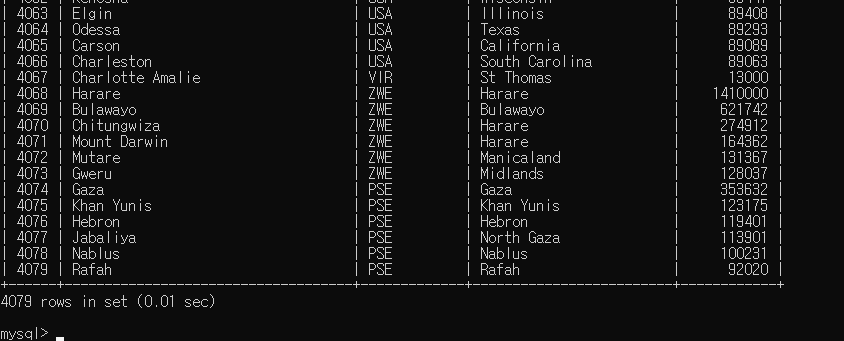 | 4062 | Kenosha | USA | Wisconsin | 89447 |
| 4063 | Elgin | USA | Illinois | 89408 |
| 4064 | Odessa | USA | Texas | 89293 |
| 4065 | Carson | USA | California | 89089 |
| 4066 | Charleston | USA | South Carolina | 89063 |
| 4067 | Charlotte Amalie | VIR | St Thomas | 13000 |
| 4068 | Harare | ZWE | Harare | 1410000 |
| 4069 | Bulawayo | ZWE | Bulawayo | 621742 |
| 4070 | Chitungwiza | ZWE | Harare | 274912 |
| 4071 | Mount Darwin | ZWE | Harare | 164362 |
| 4072 | Mutare | ZWE | Manicaland | 131367 |
| 4073 | Gweru | ZWE | Midlands | 128037 |
| 4074 | Gaza | PSE | Gaza | 353632 |
| 4075 | Khan Yunis | PSE | Khan Yunis | 123175 |
| 4076 | Hebron | PSE | Hebron | 119401 |
| 4077 | Jabaliya | PSE | North Gaza | 113901 |
| 4078 | Nablus | PSE | Nablus | 100231 |
| 4079 | Rafah | PSE | Rafah | 92020 |
4079 rows in set (0.01 sec)
mysql>